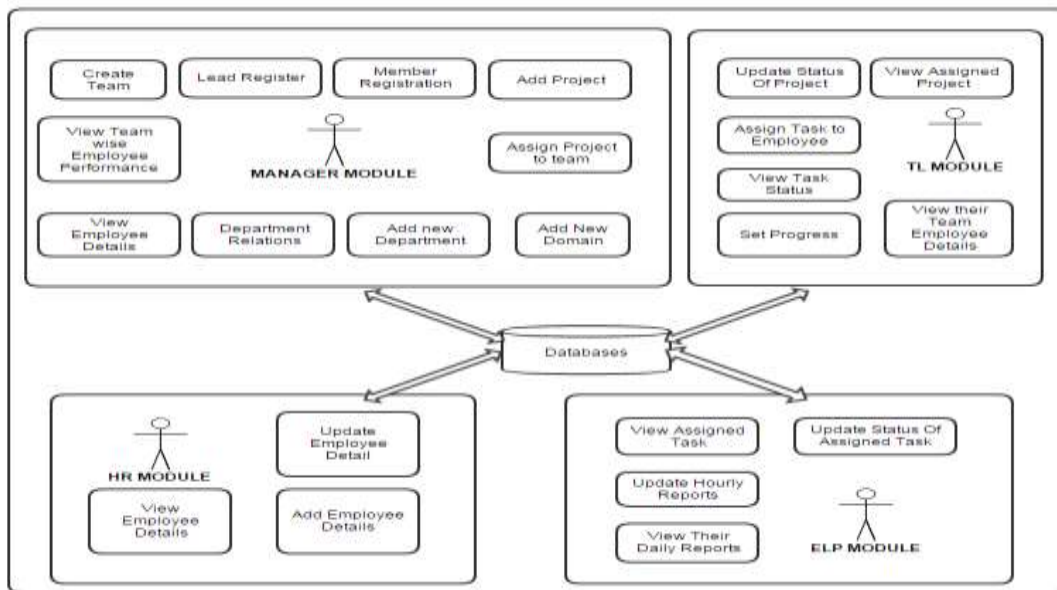 Create
Team
Lead Register
Member
Registration
Add Project
View Team
wise
Employee
Performance
MANAGER MODULE
Assign Project
to team
View
Employee
Details
Department
Relations
Add new
Department
Add New
Domain
Update Status
Of Project
View Assigned
Project
Assign Task to
Employee
TL MODULE
View Task
Status
Set Progress
View their
Team
Employee
Details
Databases
HR MODULE
Update
Employee
Detail
View
Employee
Details
Add Employee
Details
View Assigned
Task
Update Status Of
Assigned Task
Update Hourly
Reports
View Their
Daily Reports
ELP MODULE